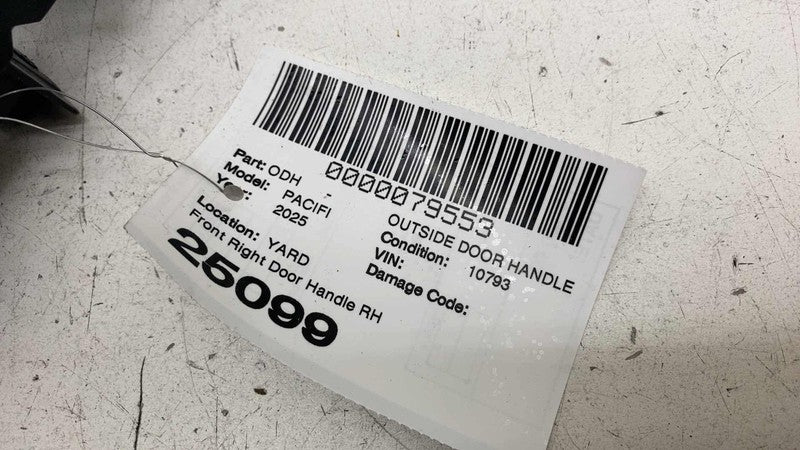 0000079553
Part: ODH - OUTSIDE DOOR HANDLE
Model: PACIFI Condition: 10793
Year: 2025 VIN:
Damage Code:
Location: YARD
Front Right Door Handle RH
25099